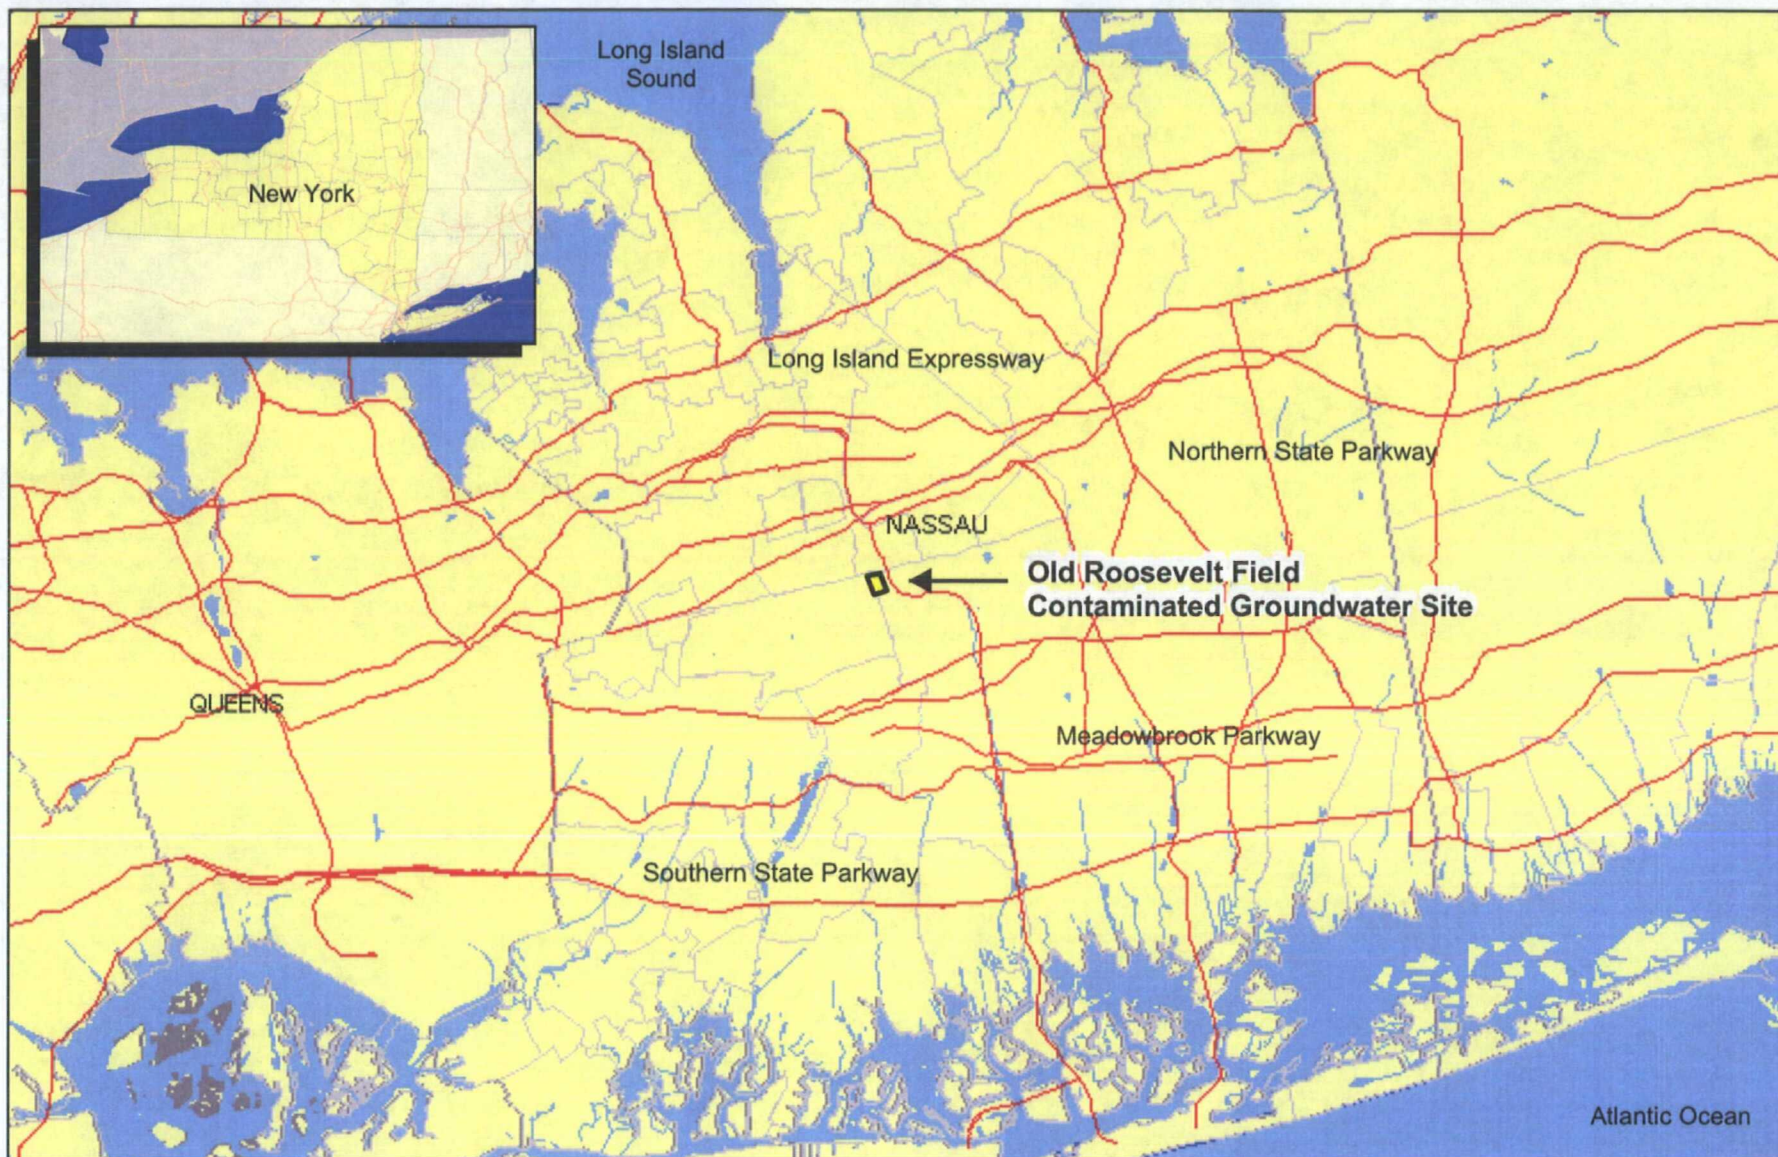 Long Island
Sound
New York
Long Island Expressway
Northern State Parkway
NASSAU
Old Roosevelt Field
Contaminated Groundwater Site
QUEENS
Meadowbrook Parkway
Southern State Parkway
Atlantic Ocean